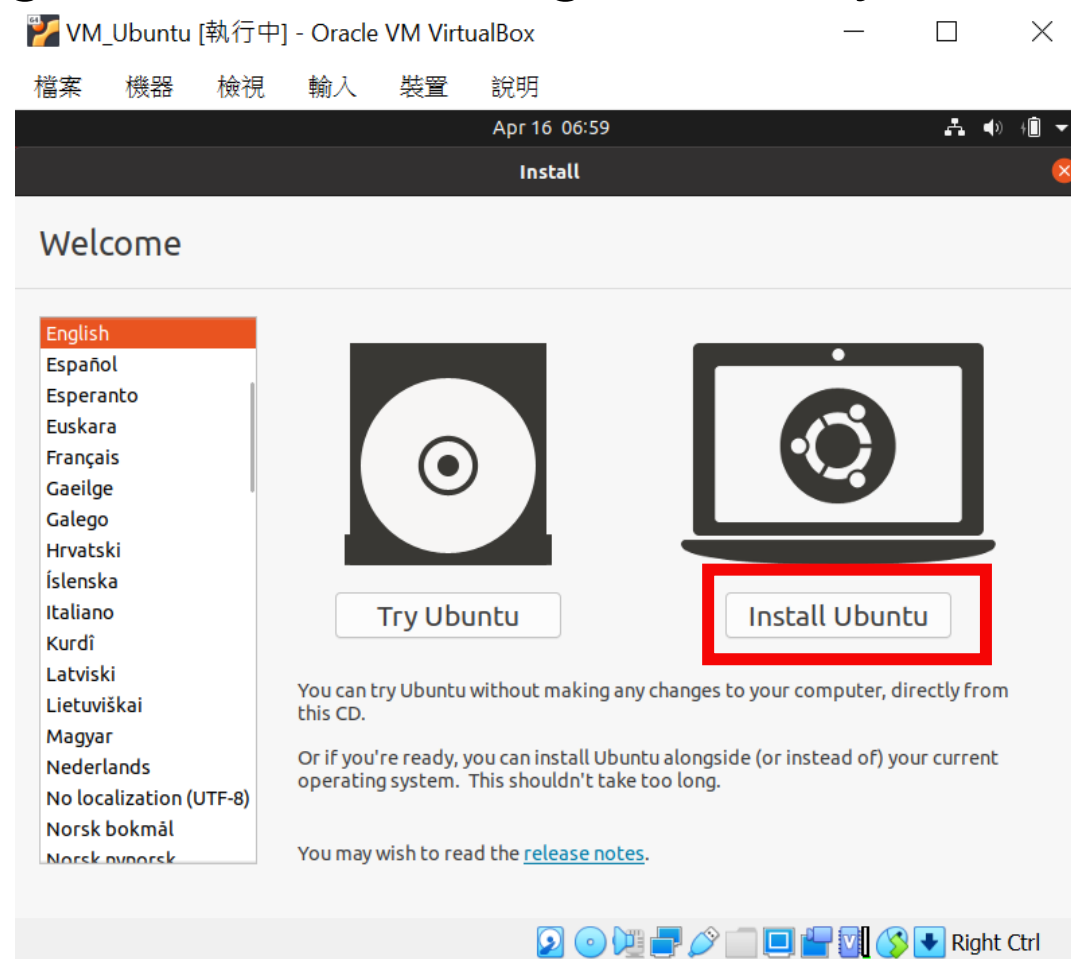 VM_Ubuntu [執行中] - Oracle VM VirtualBox
檔案 機器 檢視 輸入 裝置 說明
Apr 16 06:59
Install
Welcome
English
Español
Esperanto
Euskara
Français
Gaeilge
Galego
Hrvatski
Íslenska
Italiano
Kurdî
Latviski
Lietuviškai
Magyar
Nederlands
No localization (UTF-8)
Norsk bokmål
Norsk nynorsk
Try Ubuntu
Install Ubuntu
You can try Ubuntu without making any changes to your computer, directly from
this CD.
Or if you're ready, you can install Ubuntu alongside (or instead of) your current
operating system. This shouldn't take too long.
You may wish to read the release notes.
Right Ctrl